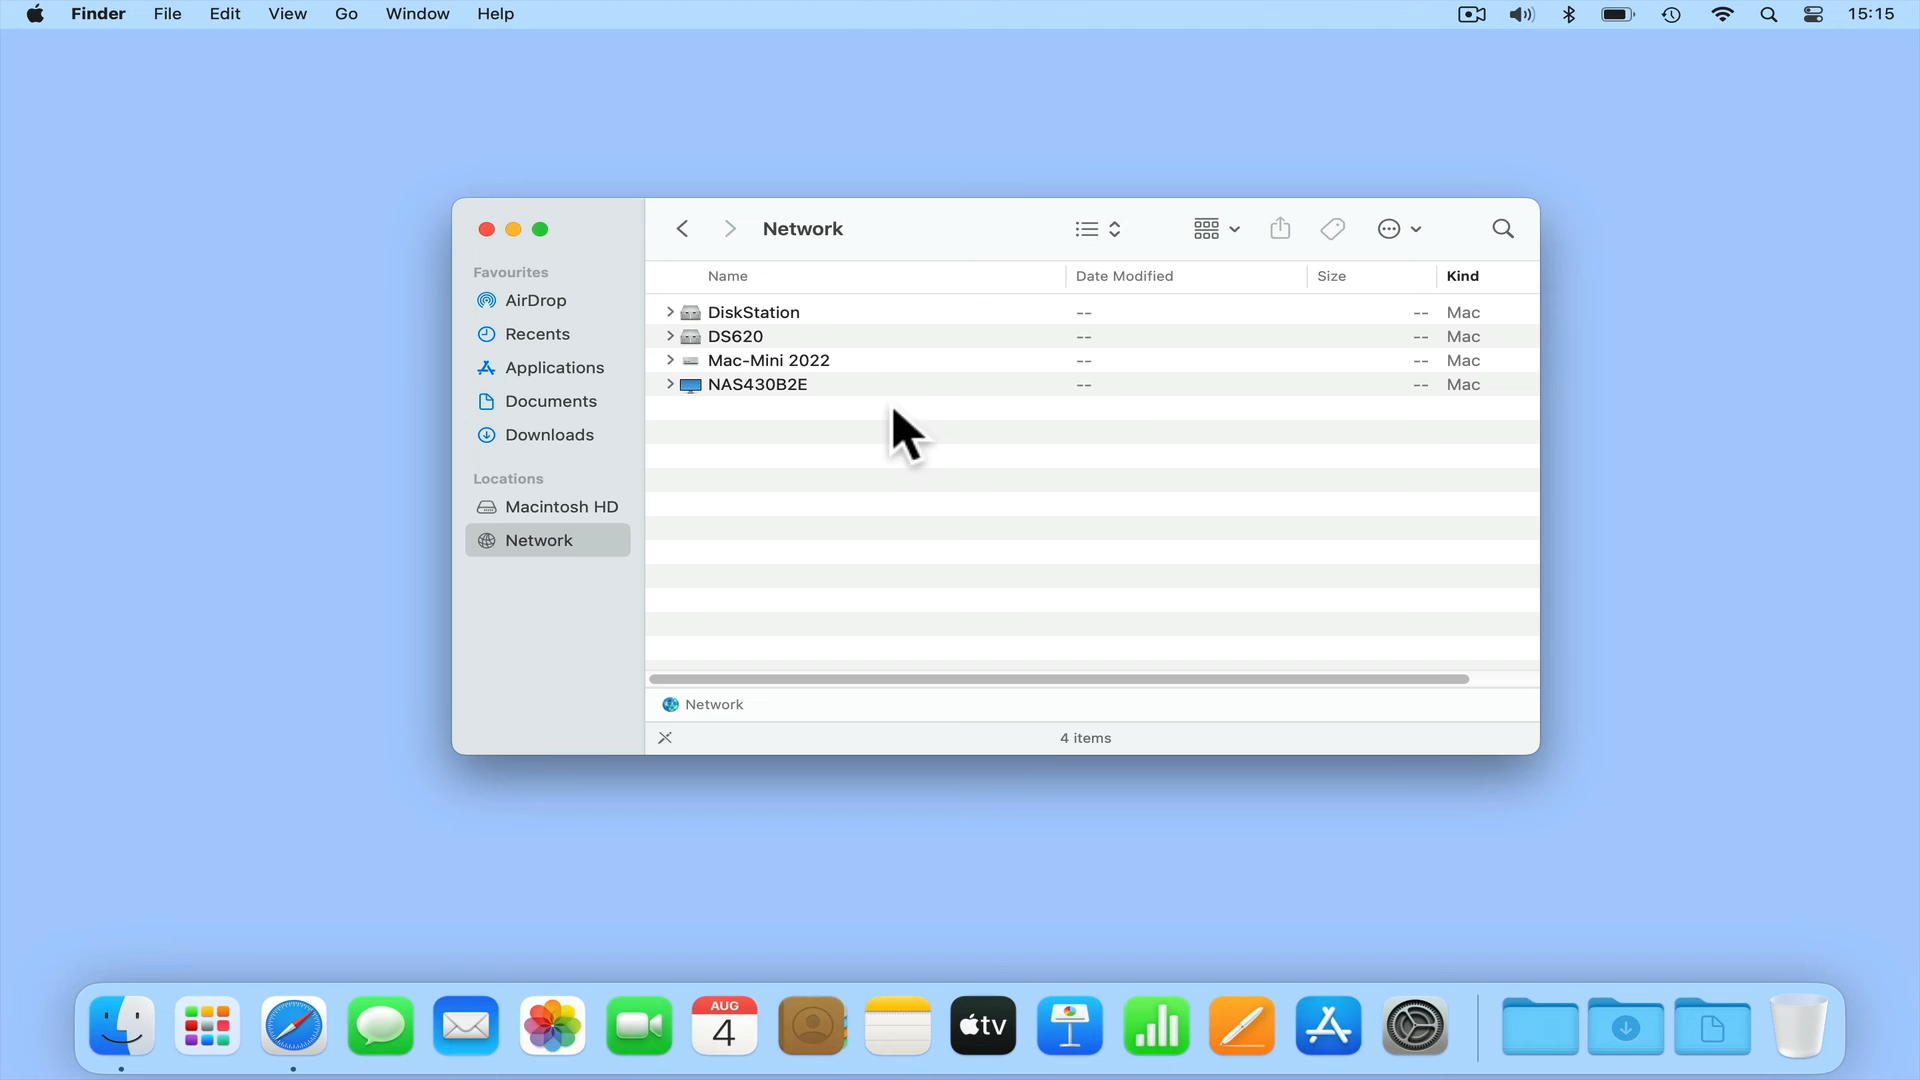 Finder File Edit View Go Window Help 15:15
Network
Name Date Modified Size Kind
Favourites
AirDrop
Recents
Applications
Documents
Downloads
Locations
Macintosh HD
Network
DiskStation -- -- Mac
DS620 -- -- Mac
Mac-Mini 2022 -- -- Mac
NAS430B2E -- -- Mac
Network
4 items
AUG
4
tv